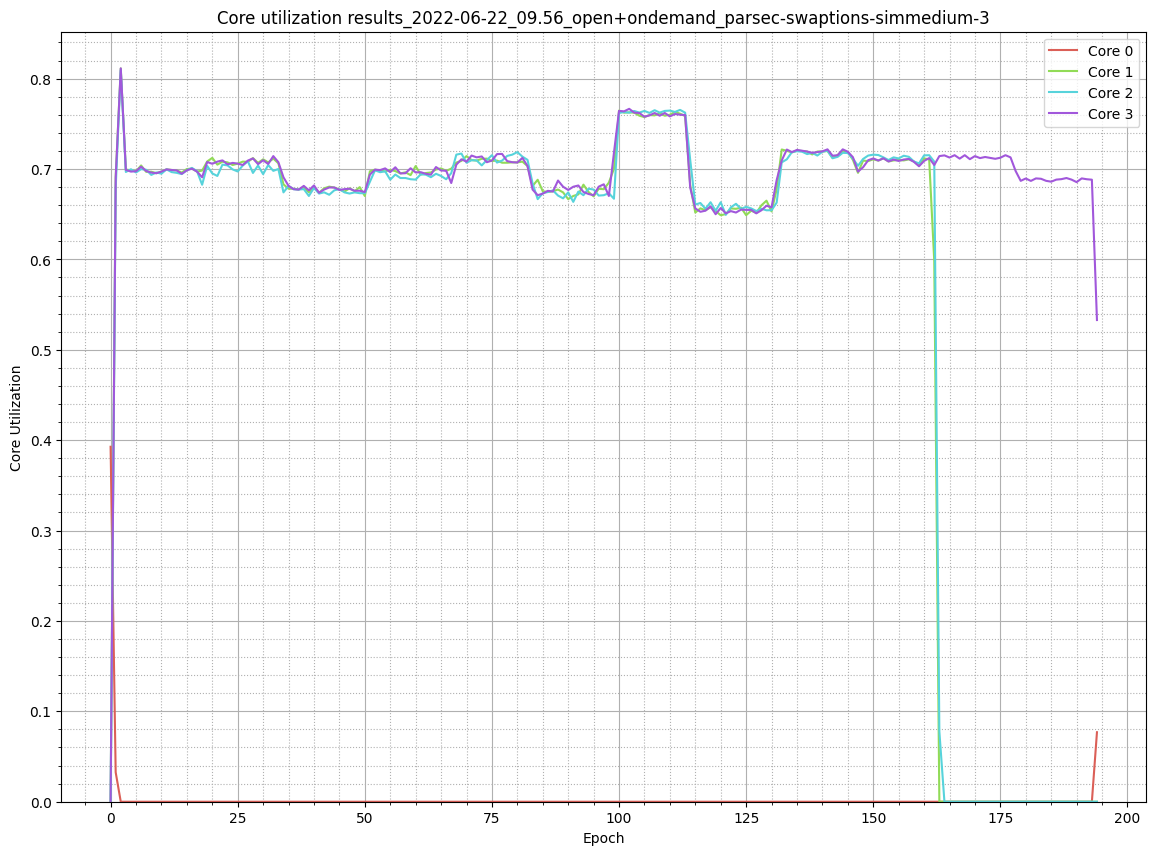 Core utilization results_2022-06-22_09.56_open+ondemand_parsec-swaptions-simmedium-3
Core 0
Core 1
Core 2
Core 3
Core Utilization
0.8
0.7
0.6
0.5
0.4
0.3
0.2
0.1
0.0
0 25 50 75 100 125 150 175 200
Epoch